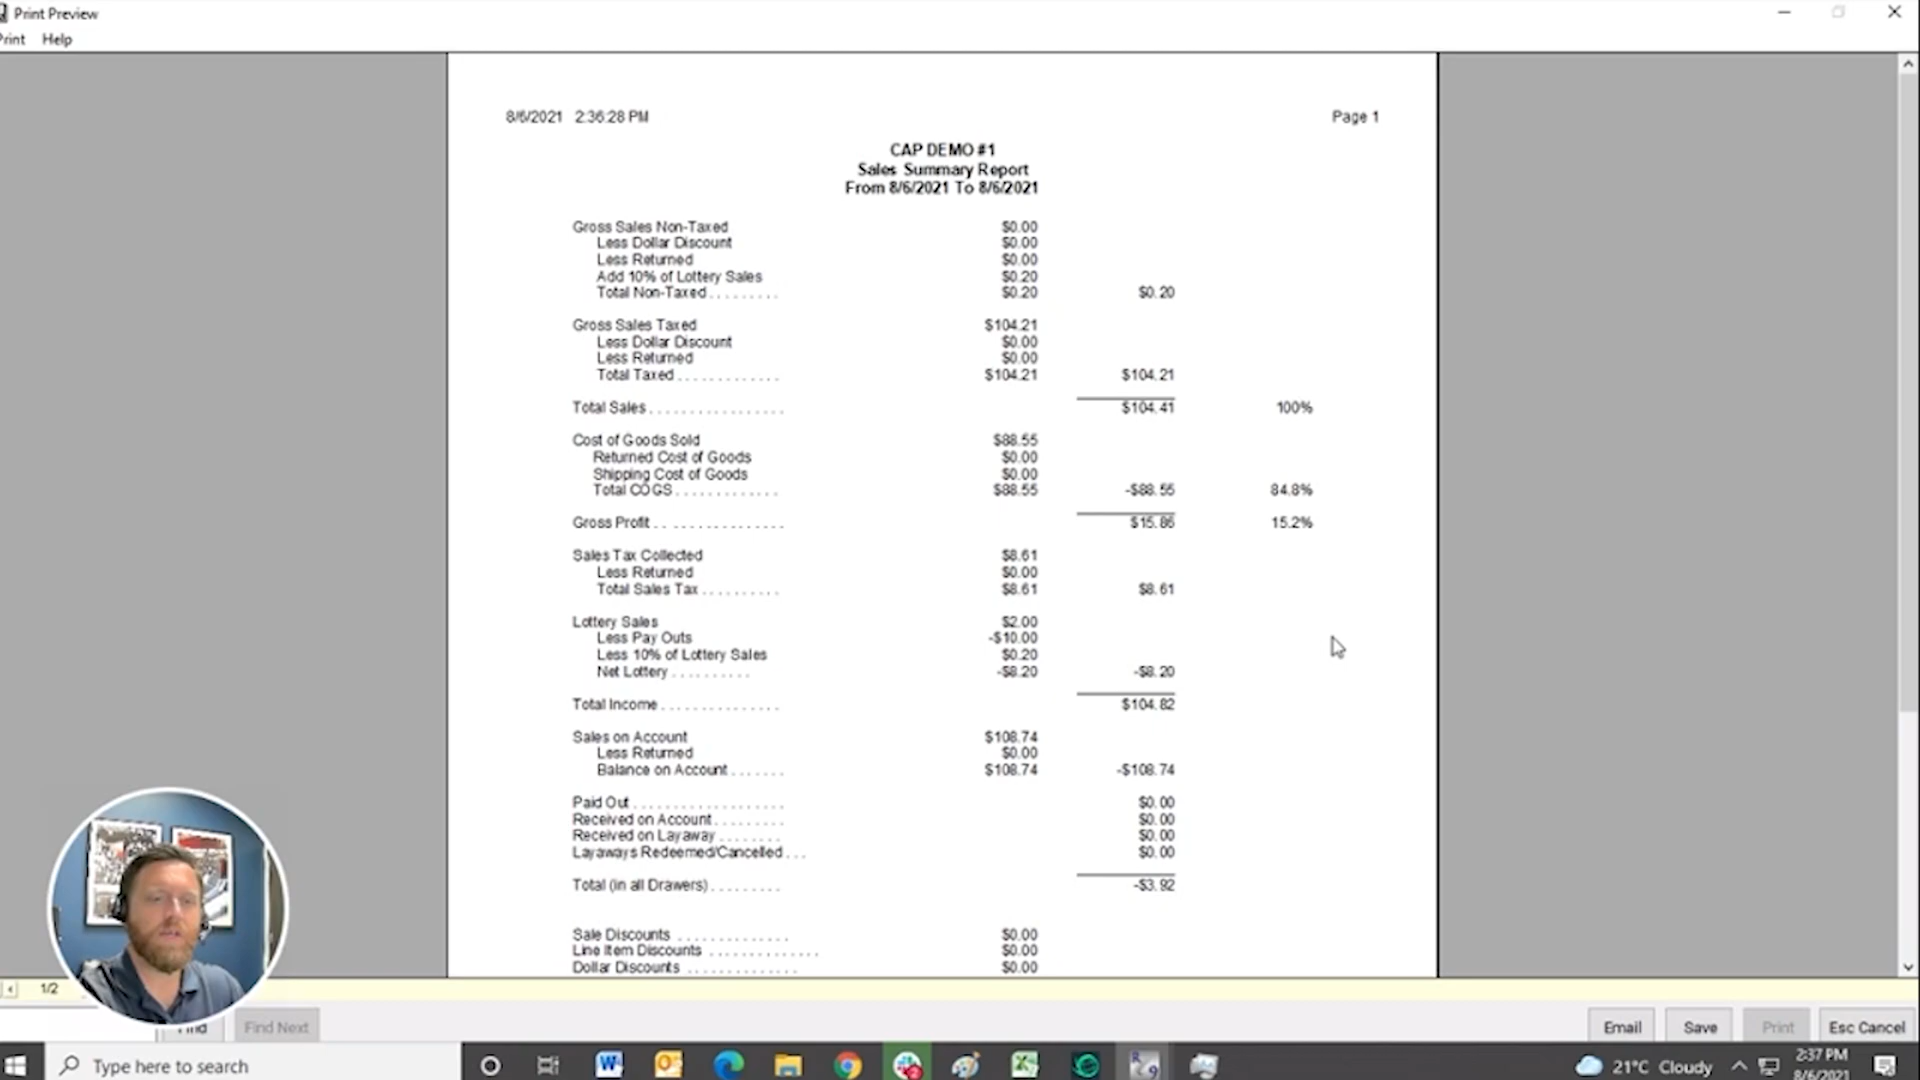 Print Preview
Print Help
8/6/2021 2:36:28 PM Page 1
CAP DEMO #1
Sales Summary Report
From 8/6/2021 To 8/6/2021
Gross Sales Non-Taxed $0.00
Less Dollar Discount $0.00
Less Returned $0.00
Add 10% of Lottery Sales $0.20
Total Non-Taxed......... $0.20 $0.20
Gross Sales Taxed $104.21
Less Dollar Discount $0.00
Less Returned $0.00
Total Taxed............. $104.21 $104.21
Total Sales................. $104.41 100%
Cost of Goods Sold $88.55
Returned Cost of Goods $0.00
Shipping Cost of Goods $0.00
Total COGS............. $88.55 -$88.55 84.8%
Gross Profit................. $15.86 15.2%
Sales Tax Collected $8.61
Less Returned $0.00
Total Sales Tax.......... $8.61 $8.61
Lottery Sales $2.00
Less Pay Outs -$10.00
Less 10% of Lottery Sales $0.20
Net Lottery.......... -$8.20 -$8.20
Total Income............... $104.82
Sales on Account $108.74
Less Returned $0.00
Balance on Account....... $108.74 -$108.74
Paid Out.................... $0.00
Received on Account......... $0.00
Received on Layaway........ $0.00
Layaways Redeemed/Cancelled... $0.00
Total (in all Drawers)......... -$3.92
Sale Discounts .............. $0.00
Line Item Discounts .............. $0.00
Dollar Discounts .............. $0.00
1/2
Find Find Next Email Save Print Esc Cancel
Type here to search 21°C Cloudy 2:37 PM
8/6/2021